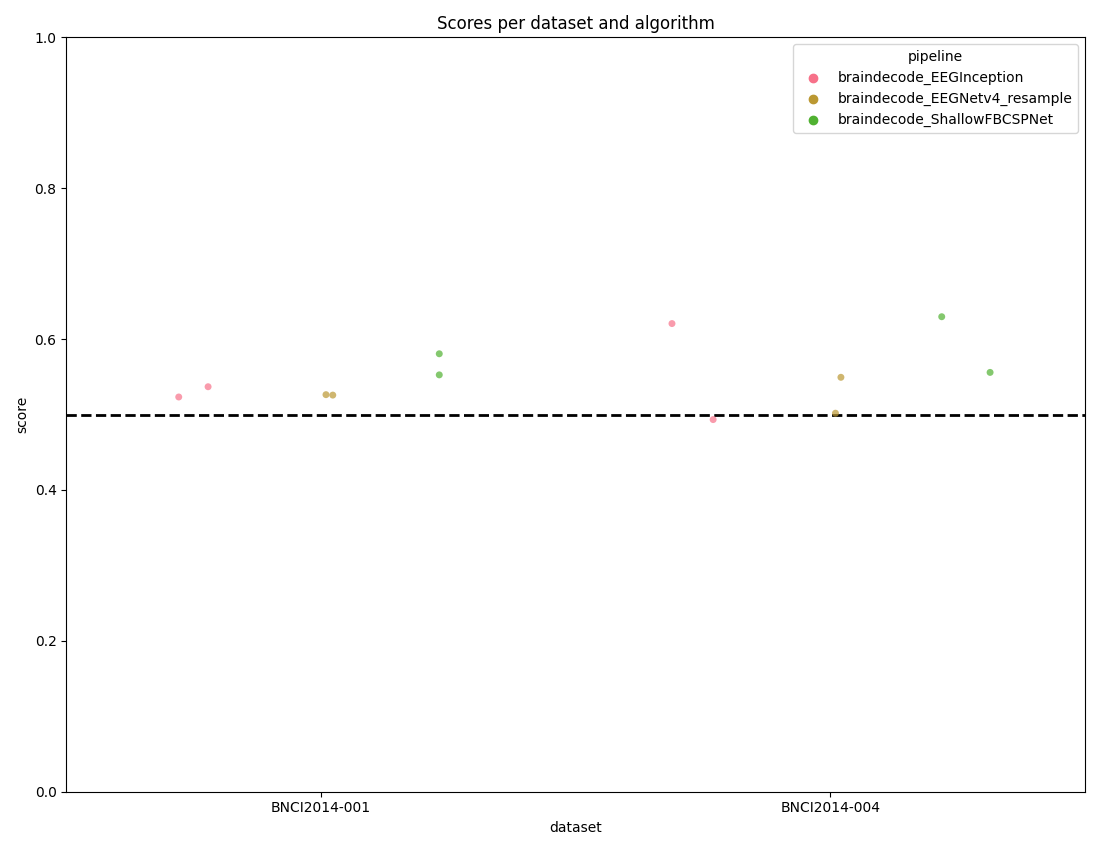 Scores per dataset and algorithm
pipeline
braindecode_EEGInception
braindecode_EEGNetv4_resample
braindecode_ShallowFBCSPNet
1.0
0.8
0.6
0.4
0.2
0.0
score
BNCI2014-001
BNCI2014-004
dataset